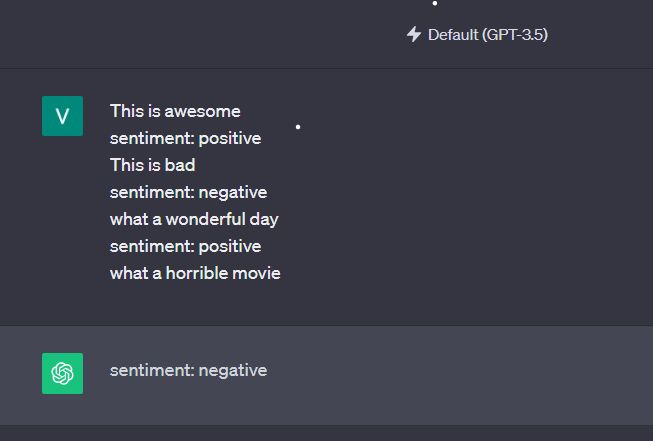 Default (GPT-3.5)
V
This is awesome
sentiment: positive
This is bad
sentiment: negative
what a wonderful day
sentiment: positive
what a horrible movie
sentiment: negative